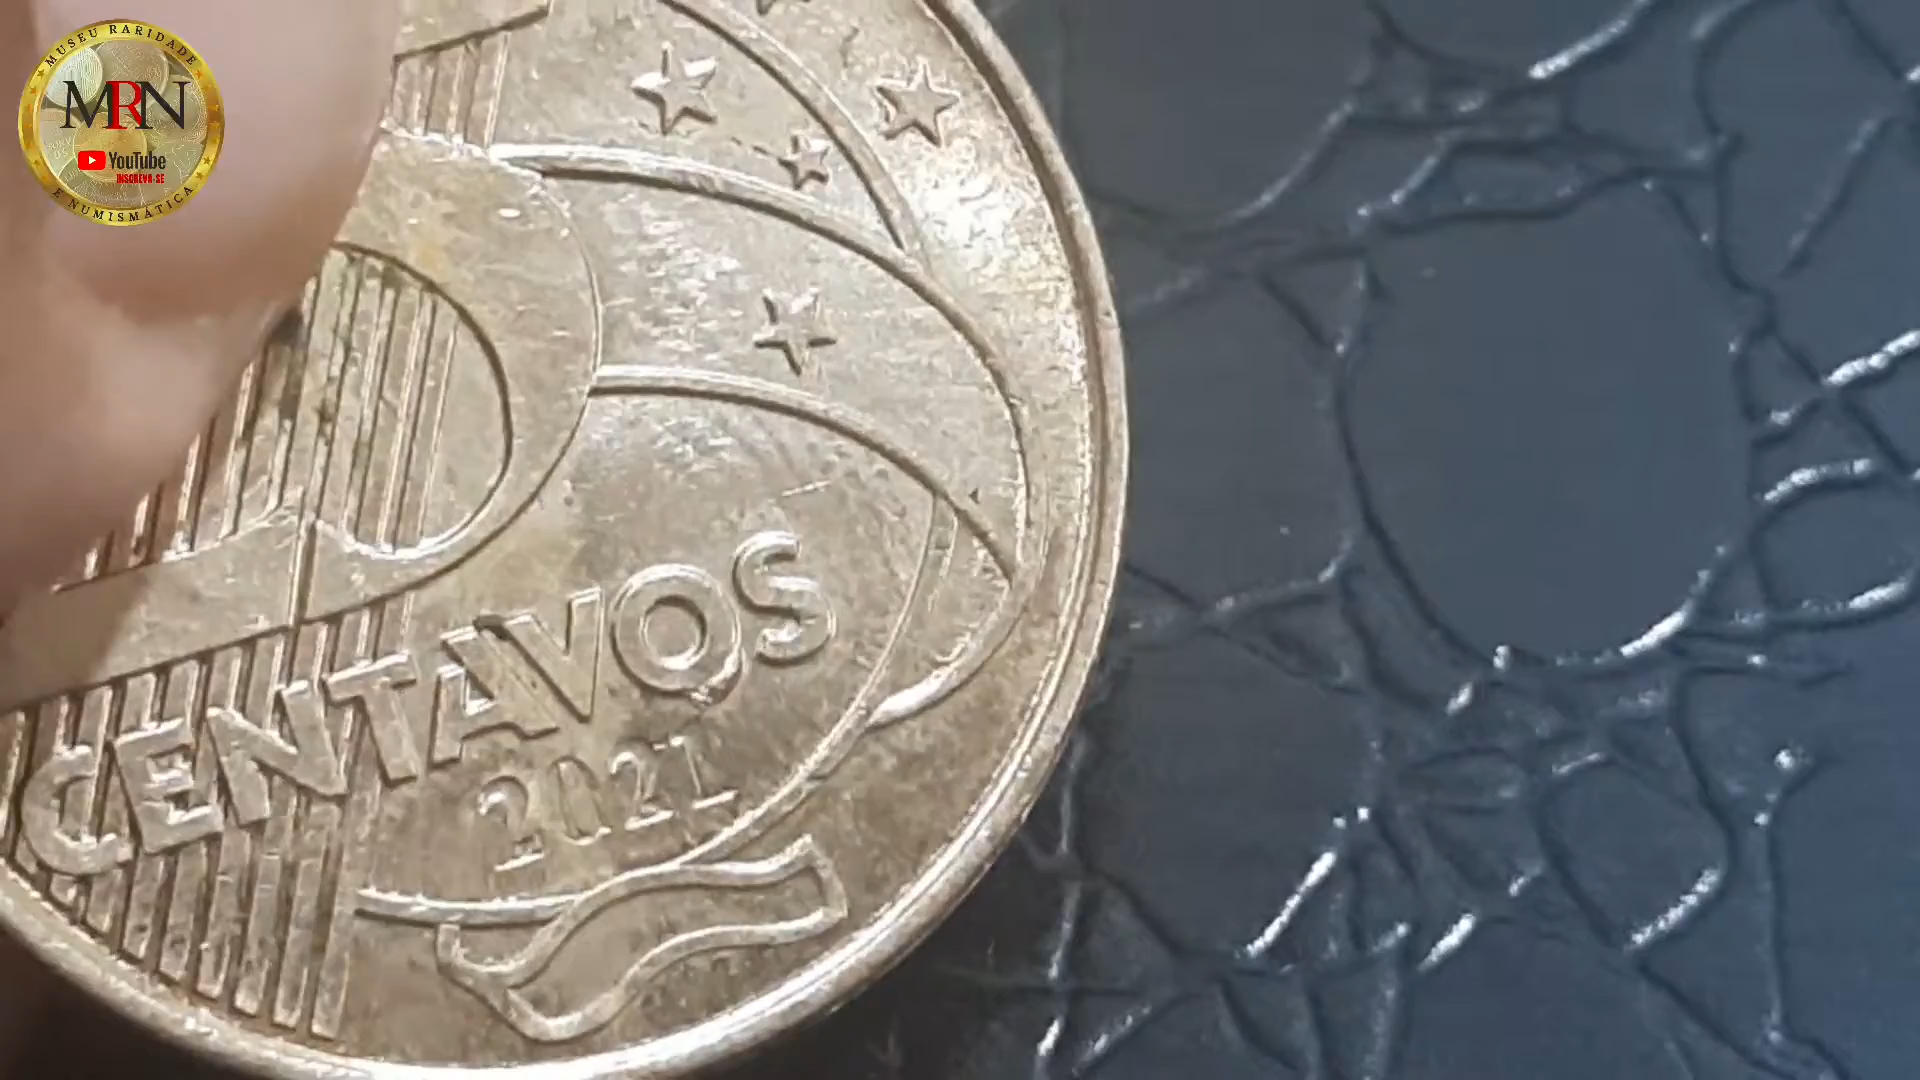 MUSEU RARIDADE
MRN
YouTube
INSCREVA-SE
E NUMISMÁTICA
CENTAVOS
2021